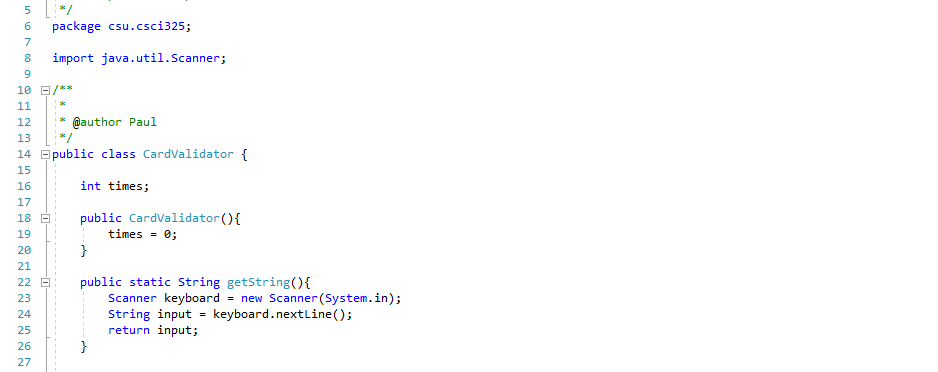 5 */
6 package csu.csci325;
7
8 import java.util.Scanner;
9
10 /**
11 *
12 * @author Paul
13 */
14 public class CardValidator {
15
16 int times;
17
18 public CardValidator(){
19 times = 0;
20 }
21
22 public static String getString(){
23 Scanner keyboard = new Scanner(System.in);
24 String input = keyboard.nextLine();
25 return input;
26 }
27